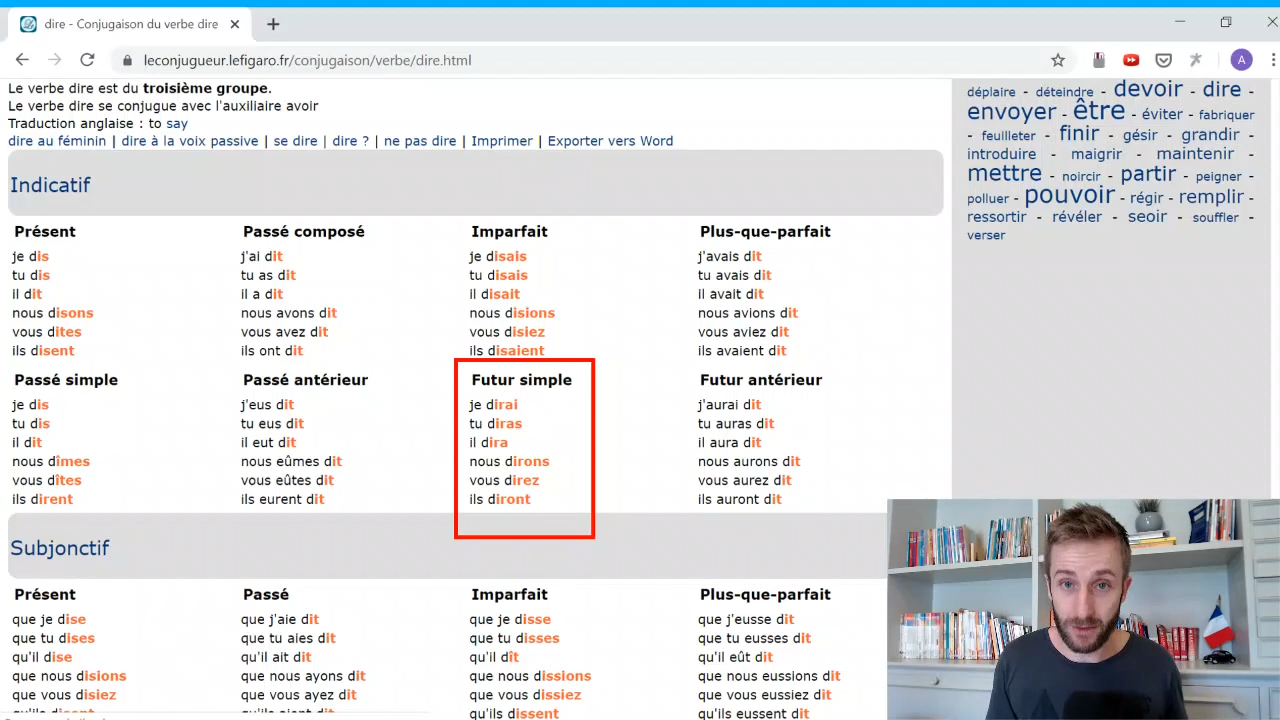 dire - Conjugaison du verbe dire
leconjugueur.lefigaro.fr/conjugaison/verbe/dire.html
A
Le verbe dire est du troisième groupe.
Le verbe dire se conjugue avec l'auxiliaire avoir
Traduction anglaise : to say
dire au féminin | dire à la voix passive | se dire | dire ? | ne pas dire | Imprimer | Exporter vers Word
Indicatif
Présent
je dis
tu dis
il dit
nous disons
vous dites
ils disent
Passé composé
j'ai dit
tu as dit
il a dit
nous avons dit
vous avez dit
ils ont dit
Imparfait
je disais
tu disais
il disait
nous disions
vous disiez
ils disaient
Plus-que-parfait
j'avais dit
tu avais dit
il avait dit
nous avions dit
vous aviez dit
ils avaient dit
Passé simple
je dis
tu dis
il dit
nous dîmes
vous dîtes
ils dirent
Passé antérieur
j'eus dit
tu eus dit
il eut dit
nous eûmes dit
vous eûtes dit
ils eurent dit
Futur simple
je dirai
tu diras
il dira
nous dirons
vous direz
ils diront
Futur antérieur
j'aurai dit
tu auras dit
il aura dit
nous aurons dit
vous aurez dit
ils auront dit
Subjonctif
Présent
que je dise
que tu dises
qu'il dise
que nous disions
que vous disiez
qu'ils disent
Passé
que j'aie dit
que tu aies dit
qu'il ait dit
que nous ayons dit
que vous ayez dit
qu'ils aient dit
Imparfait
que je disse
que tu disses
qu'il dît
que nous dissions
que vous dissiez
qu'ils dissent
Plus-que-parfait
que j'eusse dit
que tu eusses dit
qu'il eût dit
que nous eussions dit
que vous eussiez dit
qu'ils eussent dit
déplaire - déteindre - devoir - dire -
envoyer - être - éviter - fabriquer
- feuilleter - finir - gésir - grandir -
introduire - maigrir - maintenir -
mettre - noircir - partir - peigner -
polluer - pouvoir - régir - remplir -
ressortir - révéler - seoir - souffler -
verser